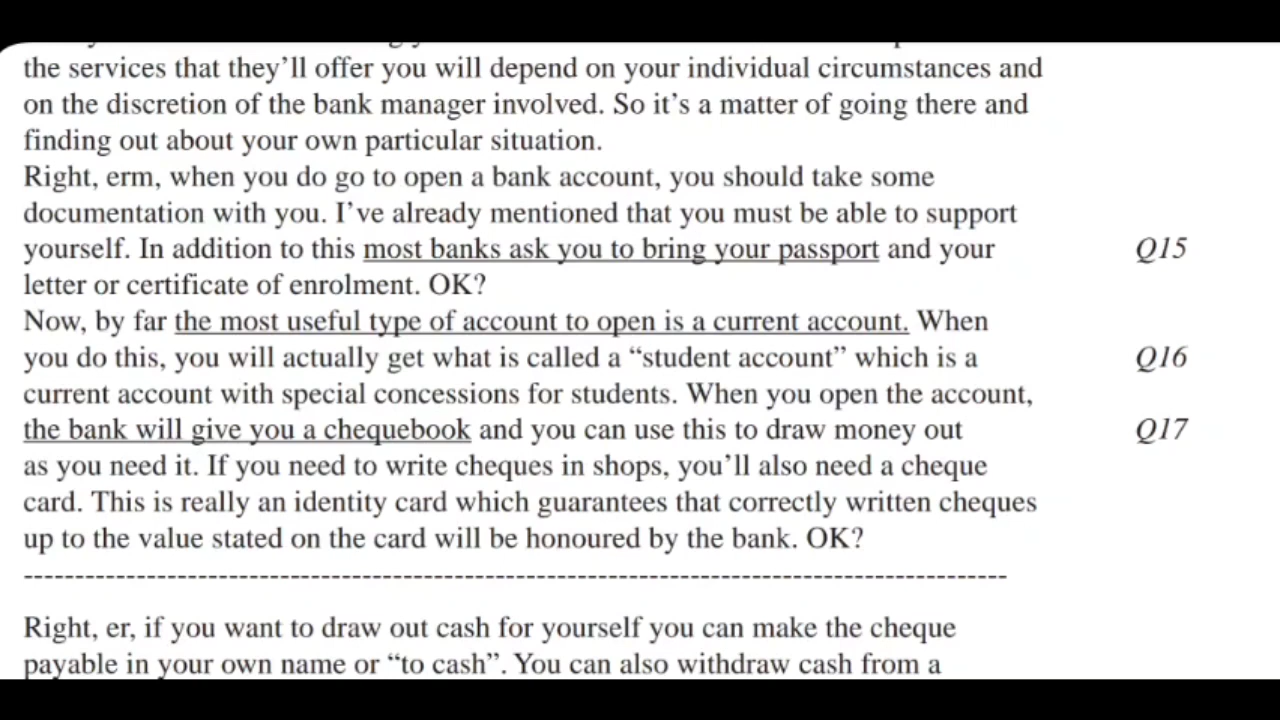 the services that they'll offer you will depend on your individual circumstances and
on the discretion of the bank manager involved. So it's a matter of going there and
finding out about your own particular situation.
Right, erm, when you do go to open a bank account, you should take some
documentation with you. I've already mentioned that you must be able to support
yourself. In addition to this most banks ask you to bring your passport and your Q15
letter or certificate of enrolment. OK?
Now, by far the most useful type of account to open is a current account. When
you do this, you will actually get what is called a “student account” which is a Q16
current account with special concessions for students. When you open the account,
the bank will give you a chequebook and you can use this to draw money out Q17
as you need it. If you need to write cheques in shops, you'll also need a cheque
card. This is really an identity card which guarantees that correctly written cheques
up to the value stated on the card will be honoured by the bank. OK?
------------------------------------------------------------------------------------------------
Right, er, if you want to draw out cash for yourself you can make the cheque
payable in your own name or “to cash”. You can also withdraw cash from a